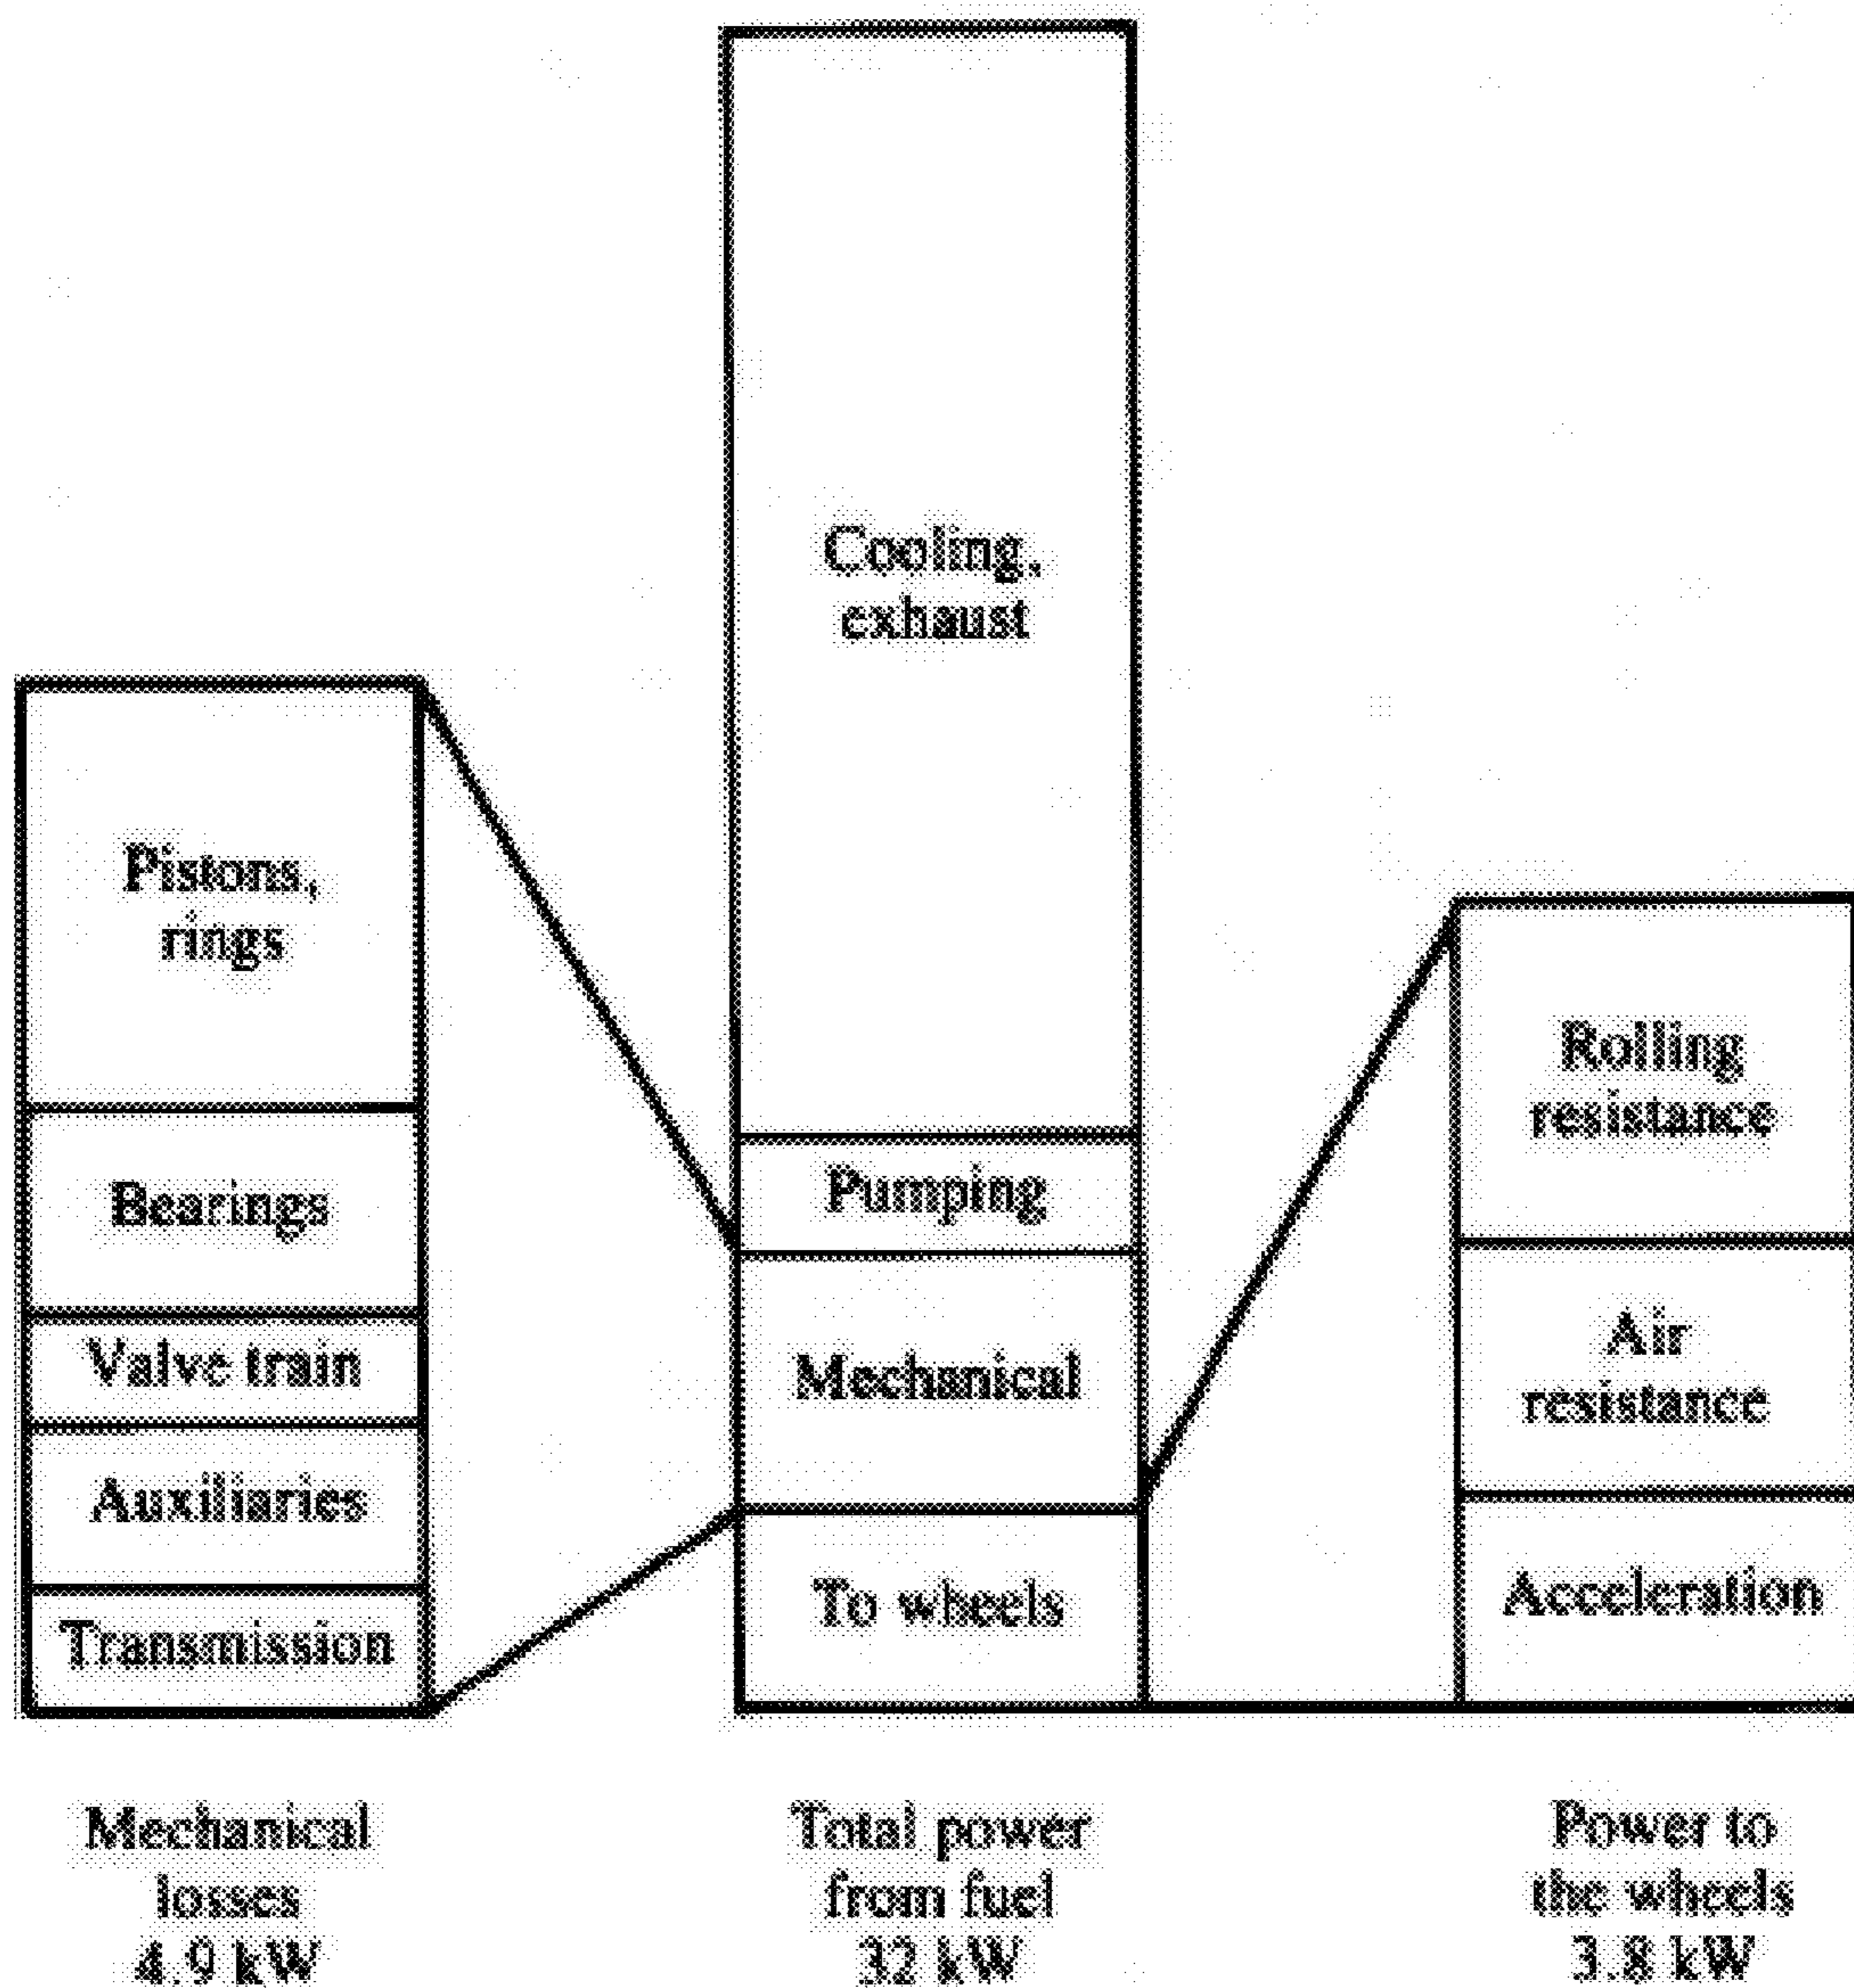 Pistons,
rings
Bearings
Valve train
Auxiliaries
Transmission
Mechanical
losses
4.9 kW
Cooling,
exhaust
Pumping
Mechanical
To wheels
Total power
from fuel
32 kW
Rolling
resistance
Air
resistance
Acceleration
Power to
the wheels
3.8 kW